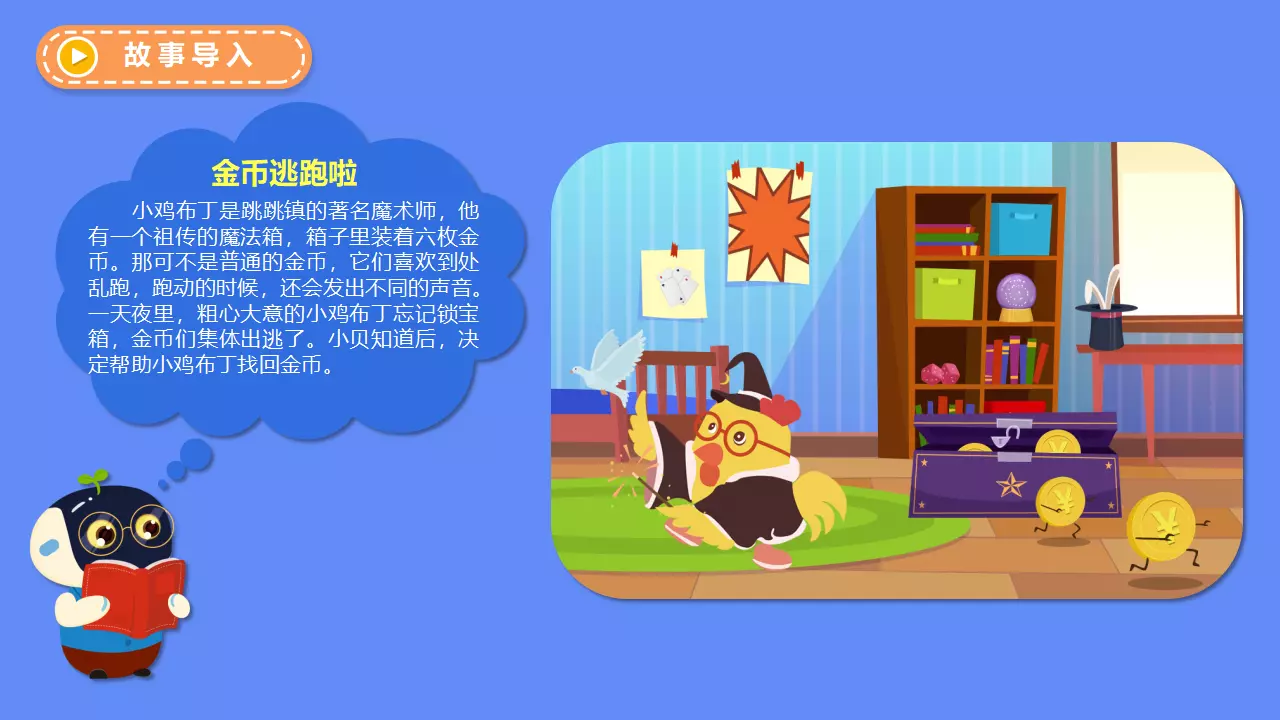 故事导入
金币逃跑啦
小鸡布丁是跳跳镇的著名魔术师，他
有一个祖传的魔法箱，箱子里装着六枚金
币。那可不是普通的金币，它们喜欢到处
乱跑，跑动的时候，还会发出不同的声音。
一天夜里，粗心大意的小鸡布丁忘记锁宝
箱，金币们集体出逃了。小贝知道后，决
定帮助小鸡布丁找回金币。
¥
¥
¥